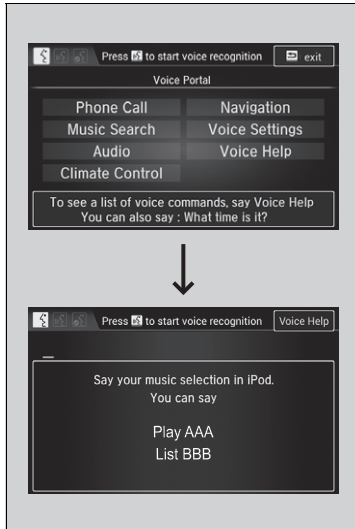 Press to start voice recognition
exit
Voice Portal
Phone Call Navigation
Music Search Voice Settings
Audio Voice Help
Climate Control
To see a list of voice commands, say Voice Help
You can also say : What time is it?
Press to start voice recognition
Voice Help
Say your music selection in iPod.
You can say
Play AAA
List BBB